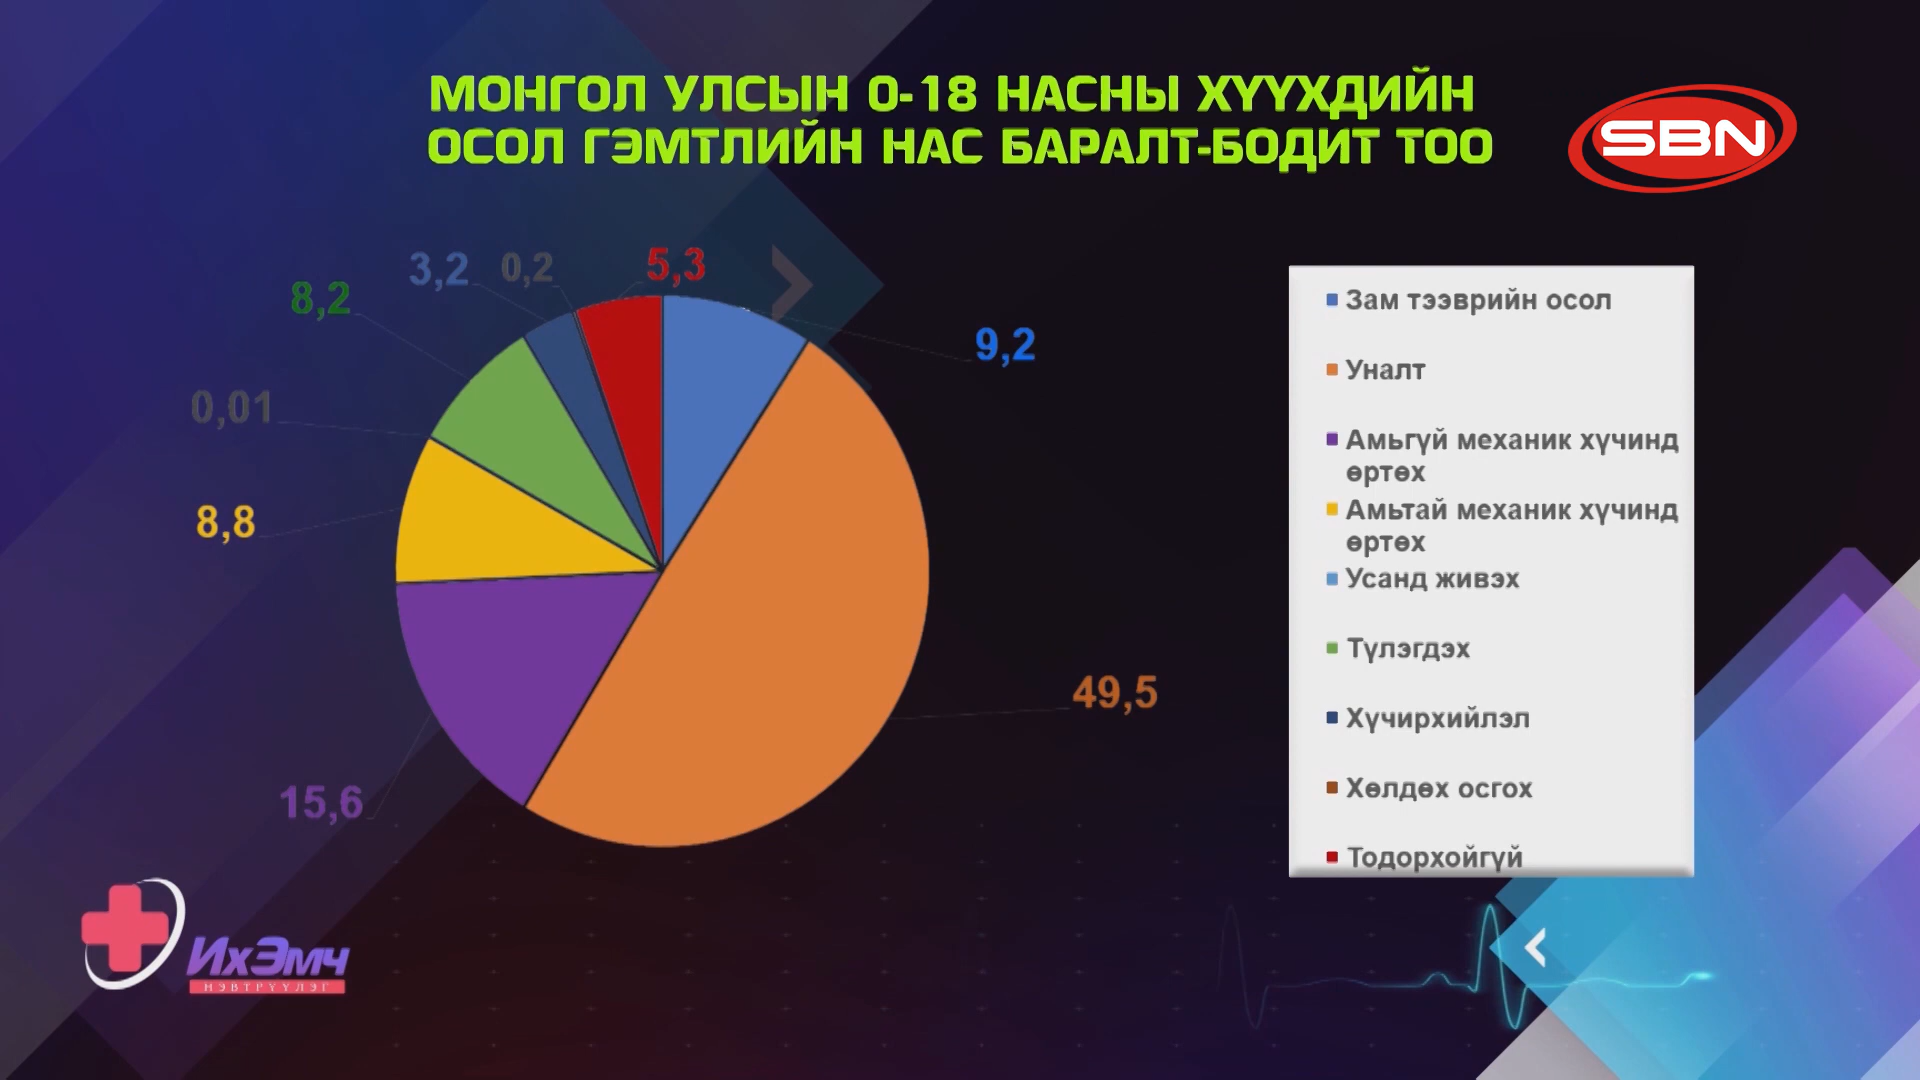 МОНГОЛ УЛСЫН 0-18 НАСНЫ ХҮҮХДИЙН
ОСОЛ ГЭМТЛИЙН НАС БАРАЛТ-БОДИТ ТОО
SBN
5,3
0,2
3,2
8,2
9,2
0,01
8,8
49,5
15,6
Зам тээврийн осол
Уналт
Амьгүй механик хүчинд
өртөх
Амьтай механик хүчинд
өртөх
Усанд живэх
Түлэгдэх
Хүчирхийлэл
Хөлдөх осгох
Тодорхойгүй
ИхЭмч
НЭВТРҮҮЛЭГ